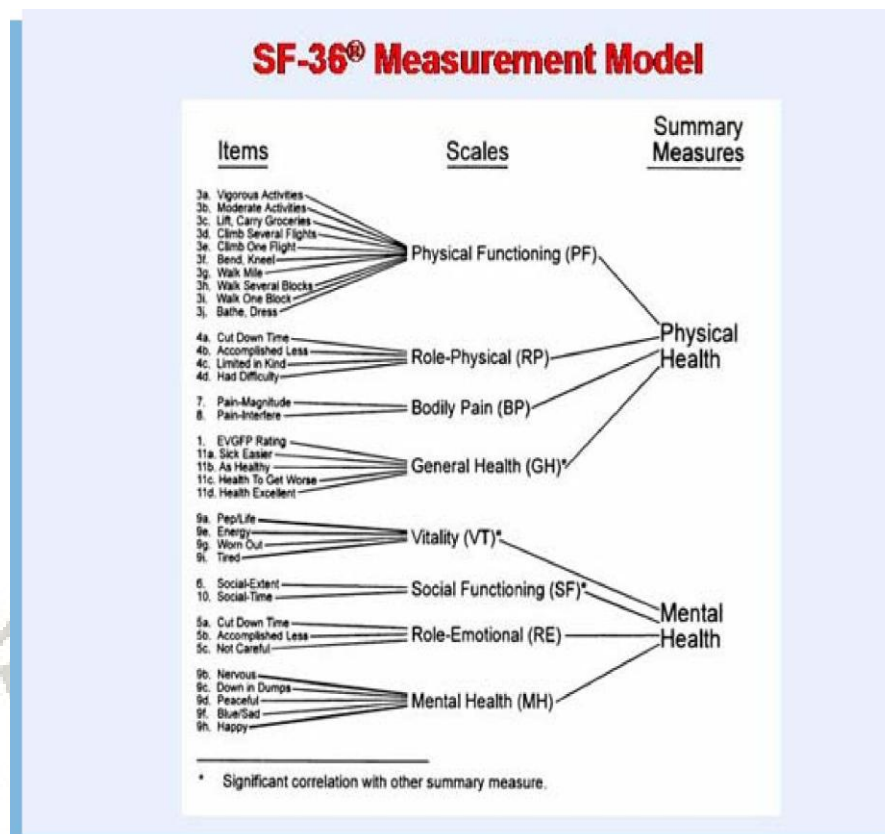 SF-36® Measurement Model
Items Scales Summary Measures
3a. Vigorous Activities
3b. Moderate Activities
3c. Lift, Carry Groceries
3d. Climb Several Flights
3e. Climb One Flight
3f. Bend, Kneel
3g. Walk Mile
3h. Walk Several Blocks
3i. Walk One Block
3j. Bathe, Dress
Physical Functioning (PF)
4a. Cut Down Time
4b. Accomplished Less
4c. Limited in Kind
4d. Had Difficulty
Role-Physical (RP)
7. Pain-Magnitude
8. Pain-Interfere
Bodily Pain (BP)
1. EVGFP Rating
11a. Sick Easier
11b. As Healthy
11c. Health To Get Worse
11d. Health Excellent
General Health (GH)*
Physical
Health
9a. Pep/Life
9e. Energy
9g. Worn Out
9i. Tired
Vitality (VT)*
6. Social-Extent
10. Social-Time
Social Functioning (SF)*
5a. Cut Down Time
5b. Accomplished Less
5c. Not Careful
Role-Emotional (RE)
9b. Nervous
9c. Down in Dumps
9d. Peaceful
9f. Blue/Sad
9h. Happy
Mental Health (MH)
Mental
Health
* Significant correlation with other summary measure.